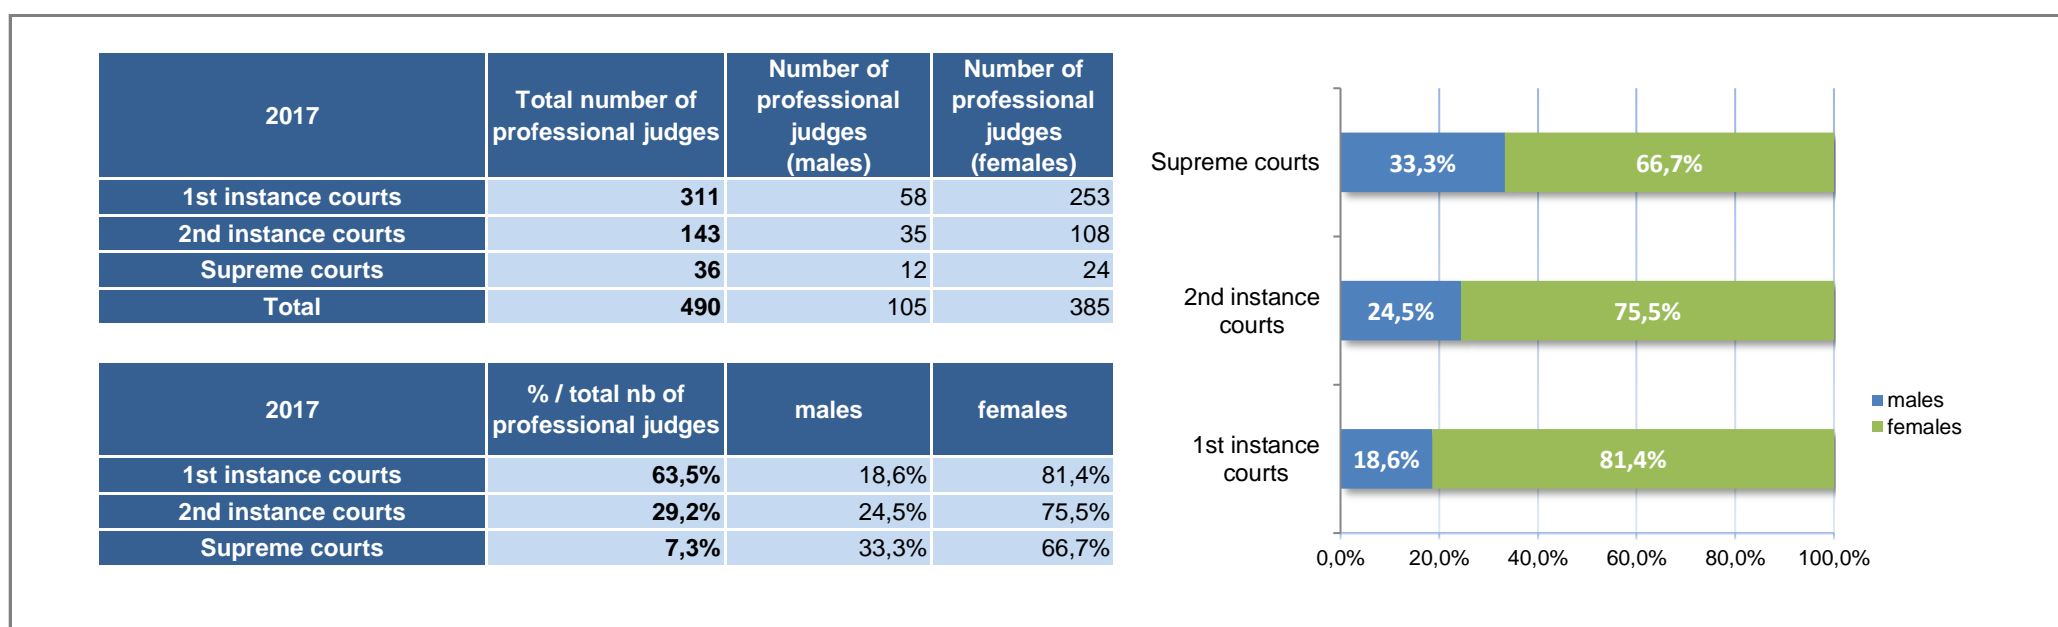 2017
Total number of
professional judges
Number of
professional
judges
(males)
Number of
professional
judges
(females)
1st instance courts 311 58 253
2nd instance courts 143 35 108
Supreme courts 36 12 24
Total 490 105 385
2017
% / total nb of
professional judges
males
females
1st instance courts 63,5% 18,6% 81,4%
2nd instance courts 29,2% 24,5% 75,5%
Supreme courts 7,3% 33,3% 66,7%
Supreme courts 33,3% 66,7%
2nd instance
courts
24,5% 75,5%
1st instance
courts
18,6% 81,4%
0,0% 20,0% 40,0% 60,0% 80,0% 100,0%
males
females